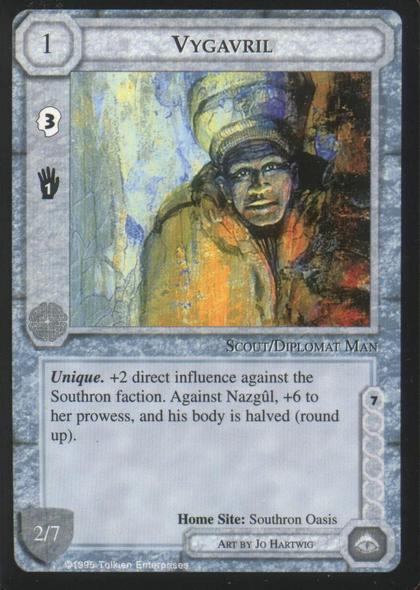 1
VYGAVRIL
3
1
SCOUT/DIPLOMAT MAN
Unique. +2 direct influence against the
Southron faction. Against Nazgûl, +6 to
her prowess, and his body is halved (round
up).
7
Home Site: Southron Oasis
2/7
ART BY JO HARTWIG
©1995 Tolkien Enterprises